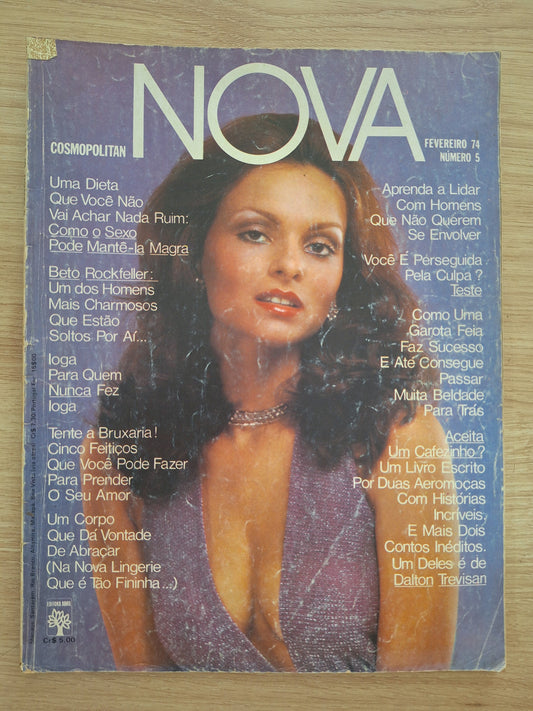 NOVA
COSMOPOLITAN
FEVEREIRO 74
NÚMERO 5
Uma Dieta
Que Você Não
Vai Achar Nada Ruim:
Como o Sexo
Pode Mantê-la Magra
Beto Rockfeller:
Um dos Homens
Mais Charmosos
Que Estão
Soltos Por Aí...
Ioga
Para Quem
Nunca Fez
Ioga
Tente a Bruxaria!
Cinco Feitiços
Que Você Pode Fazer
Para Prender
O Seu Amor
Um Corpo
Que Dá Vontade
De Abraçar
(Na Nova Lingerie
Que é Tão Fininha...)
Aprenda a Lidar
Com Homens
Que Não Querem
Se Envolver
Você É Perseguida
Pela Culpa?
Teste
Como Uma
Garota Feia
Faz Sucesso
E Até Consegue
Passar
Muita Beldade
Para Trás
Aceita
Um Cafezinho?
Um Livro Escrito
Por Duas Aeromoças
Com Histórias
Incríveis.
E Mais Dois
Contos Inéditos.
Um Deles é de
Dalton Trevisan
EDITORA ABRIL
Cr$ 5,00